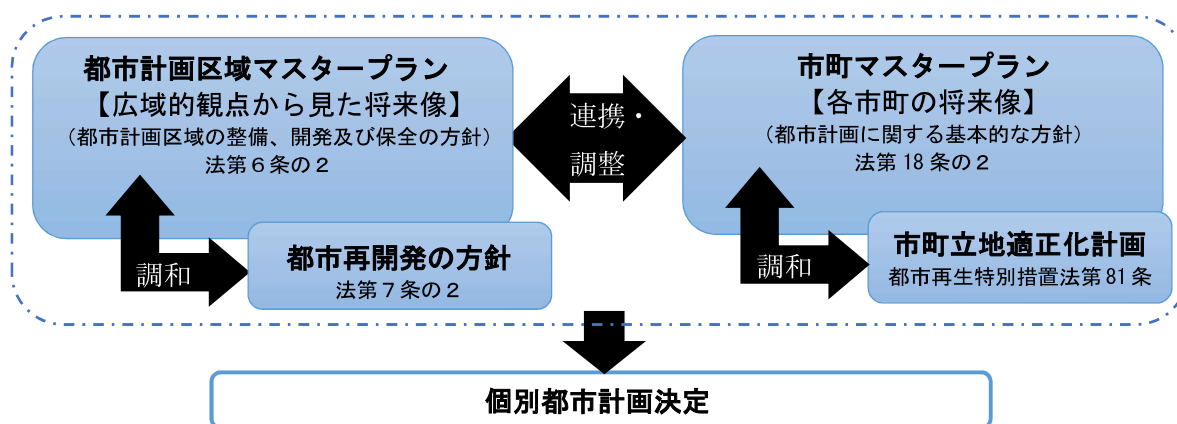 都市計画区域マスタープラン
【広域的観点から見た将来像】
（都市計画区域の整備、開発及び保全の方針）
法第６条の２
調和
都市再開発の方針
法第７条の２
連携・
調整
市町マスタープラン
【各市町の将来像】
（都市計画に関する基本的な方針）
法第 18 条の２
調和
市町立地適正化計画
都市再生特別措置法第 81 条
個別都市計画決定